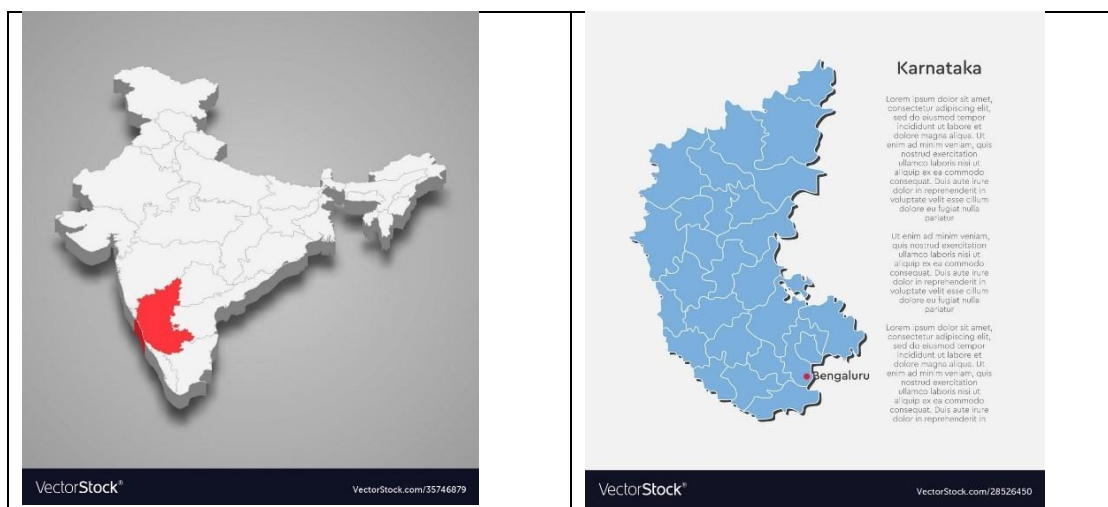 Karnataka
Lorem ipsum dolor sit amet,
consectetur adipiscing elit,
sed do eiusmod tempor
incididunt ut labore et
dolore magna aliqua. Ut
enim ad minim veniam, quis
nostrud exercitation
ullamco laboris nisi ut
aliquip ex ea commodo
consequat. Duis aute irure
dolor in reprehenderit in
voluptate velit esse cillum
dolore eu fugiat nulla
pariatur
Ut enim ad minim veniam,
quis nostrud exercitation
ullamco laboris nisi ut
aliquip ex ea commodo
consequat. Duis aute irure
dolor in reprehenderit in
voluptate velit esse cillum
dolore eu fugiat nulla
pariatur
Lorem ipsum dolor sit amet,
consectetur adipiscing elit,
sed do eiusmod tempor
incididunt ut labore et
dolore magna aliqua. Ut
enim ad minim veniam, quis
nostrud exercitation
ullamco laboris nisi ut
aliquip ex ea commodo
consequat. Duis aute irure
dolor in reprehenderit in
Bengaluru
VectorStock®
VectorStock.com/35746879
VectorStock®
VectorStock.com/28526450